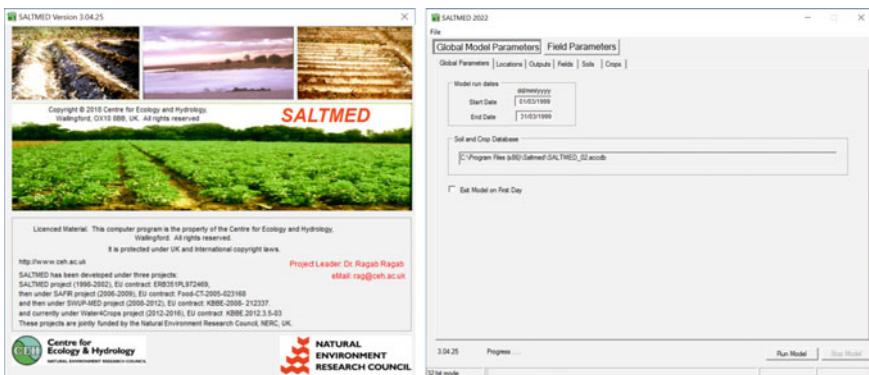 SALTMED Version 3.04.25
Copyright © 2018 Centre for Ecology and Hydrology,
Wallingford, OX10 8BB, UK. All rights reserved
SALTMED
Licenced Material. This computer program is the property of the Centre for Ecology and Hydrology,
Wallingford. All rights reserved.
It is protected under UK and International copyright laws.
http://www.ceh.ac.uk
Project Leader: Dr. Ragab Ragab
eMail: rag@ceh.ac.uk
SALTMED has been developed under three projects:
SALTMED project (1998-2002), EU contract: ERB351PL972469,
then under SAFIR project (2006-2009), EU contract: Food-CT-2005-023168
and then under SWUP-MED project (2008-2012), EU contract: KBBE-2008- 212337.
and currently under Water4Crops project (2012-2016), EU contract: KBBE.2012.3.5-03
These projects are jointly funded by the Natural Environment Research Council, NERC, UK.
CEH
Centre for
Ecology & Hydrology
NATURAL ENVIRONMENT RESEARCH COUNCIL
NATURAL
ENVIRONMENT
RESEARCH COUNCIL
SALTMED 2022
File
Global Model Parameters Field Parameters
Global Parameters Locations Outputs Fields Soils Crops
Model run dates
dd/mm/yyyy
Start Date 01/03/1999
End Date 31/03/1999
Soil and Crop Database
C:\Program Files (x86)\Saltmed\SALTMED_02.accdb
Exit Model on First Day
3.04.25 Progress . . .
Run Model Stop Model
32 bit mode